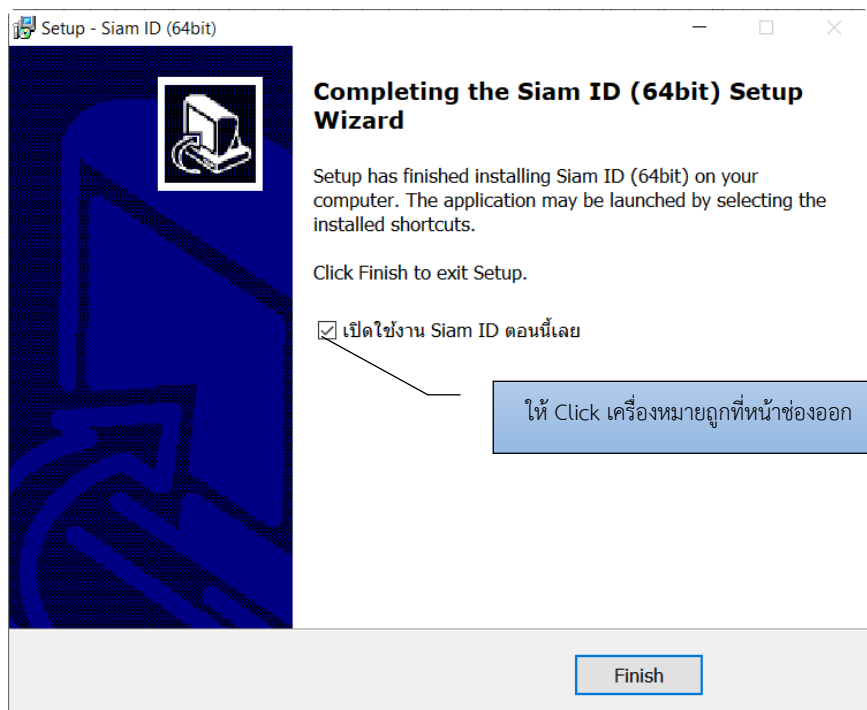 Setup - Siam ID (64bit)
Completing the Siam ID (64bit) Setup
Wizard
Setup has finished installing Siam ID (64bit) on your
computer. The application may be launched by selecting the
installed shortcuts.
Click Finish to exit Setup.
เปิดใช้งาน Siam ID ตอนนี้เลย
ให้ Click เครื่องหมายถูกที่หน้าช่องออก
Finish